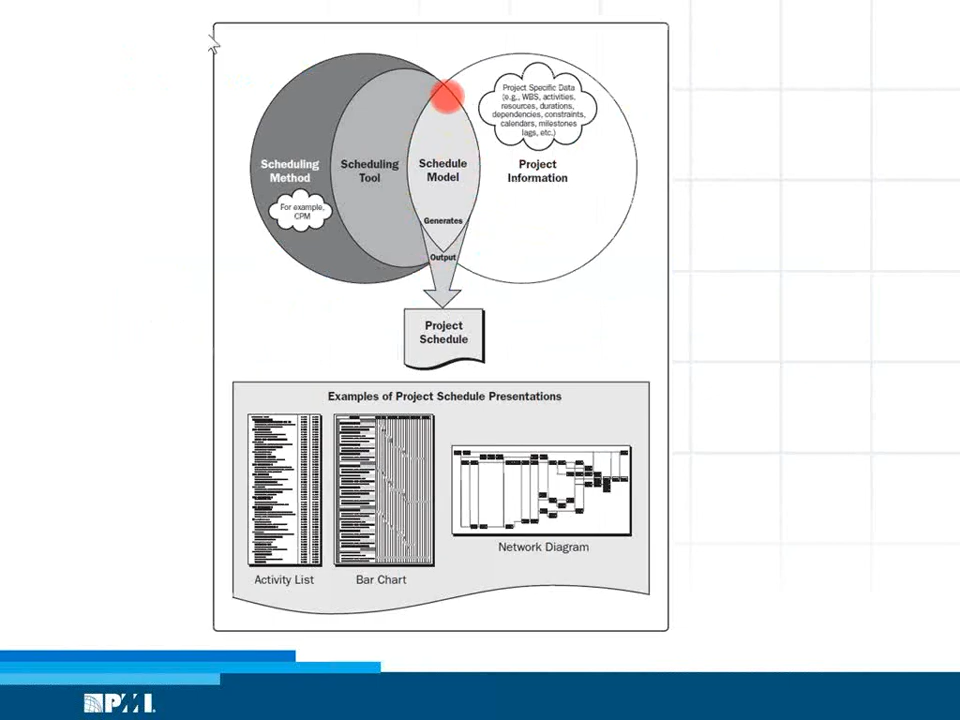 Project Specific Data
(e.g., WBS, activities,
resources, durations,
dependencies, constraints,
calendars, milestones
lags, etc.)
Scheduling
Method
Scheduling
Tool
Schedule
Model
Project
Information
For example,
CPM
Generates
Output
Project
Schedule
Examples of Project Schedule Presentations
Activity List
Bar Chart
Network Diagram
PMI